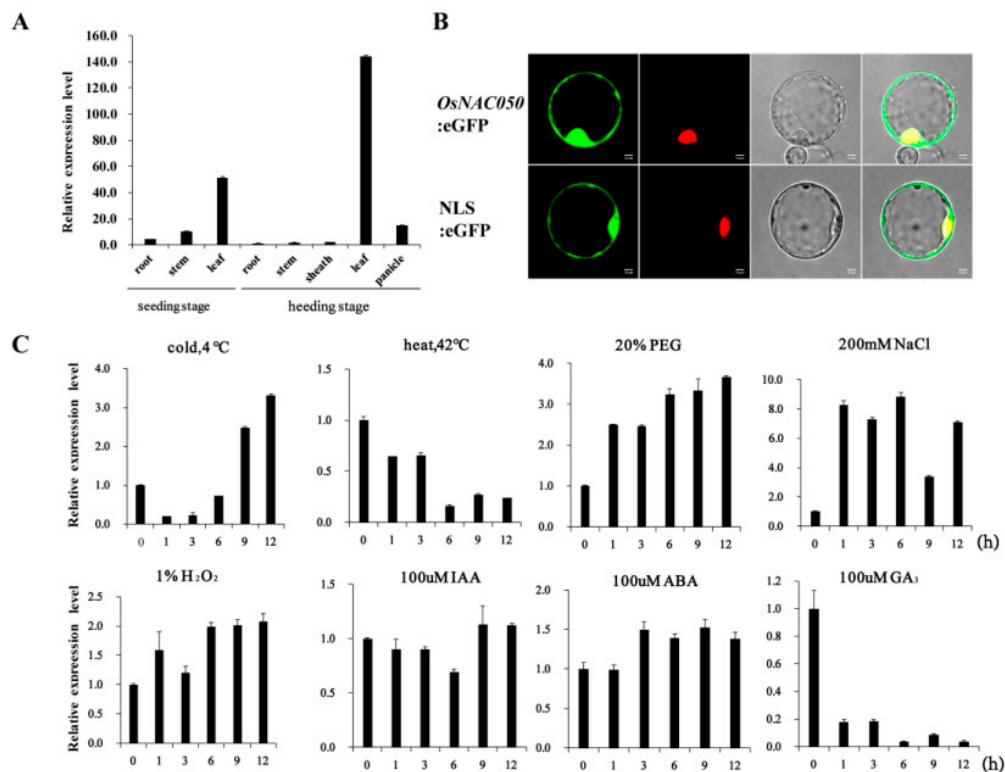 A
Relative expreession level
160.0
140.0
120.0
100.0
80.0
60.0
40.0
20.0
0.0
root
stem
leaf
root
stem
sheath
leaf
panicle
seeding stage
heeding stage
B
OsNAC050
:eGFP
NLS
:eGFP
C
cold,4 °C
Relative expreession level
4.0
3.0
2.0
1.0
0.0
0 1 3 6 9 12
heat,42°C
1.5
1.0
0.5
0.0
0 1 3 6 9 12
20% PEG
4.0
3.0
2.0
1.0
0.0
0 1 3 6 9 12
200mM NaCl
10.0
8.0
6.0
4.0
2.0
0.0
0 1 3 6 9 12 (h)
1% H₂O₂
Relative expreession level
2.5
2.0
1.5
1.0
0.5
0.0
0 1 3 6 9 12
100uM IAA
1.5
1.0
0.5
0.0
0 1 3 6 9 12
100uM ABA
2.0
1.5
1.0
0.5
0.0
0 1 3 6 9 12
100uM GA₃
1.2
1.0
0.8
0.6
0.4
0.2
0.0
0 1 3 6 9 12 (h)